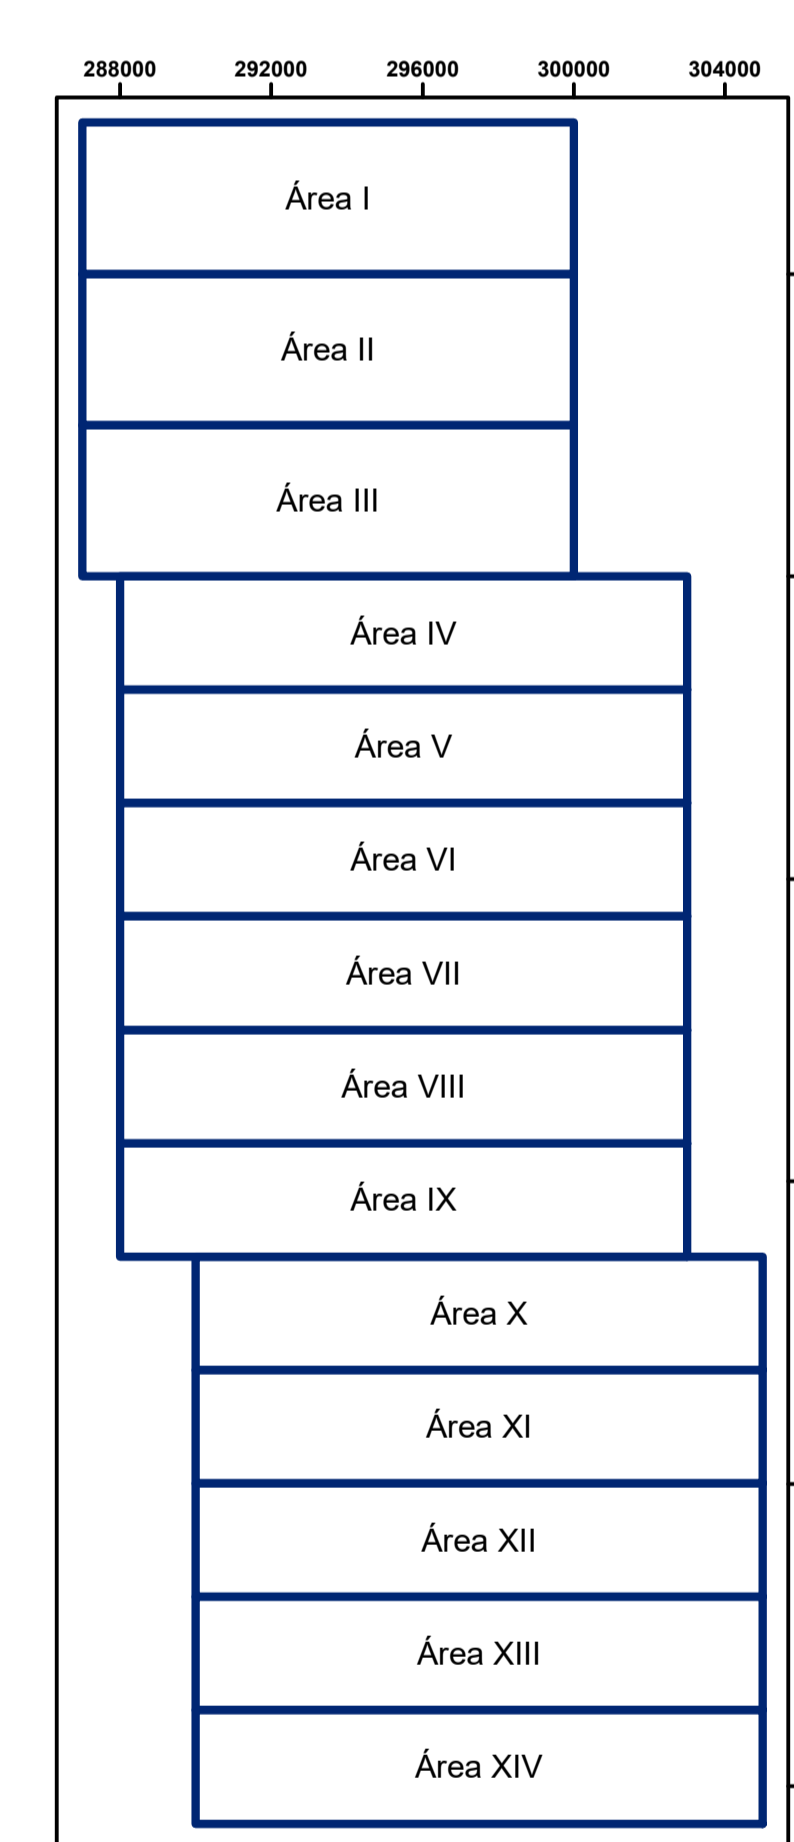 288000 292000 296000 300000 304000
Área I
Área II
Área III
Área IV
Área V
Área VI
Área VII
Área VIII
Área IX
Área X
Área XI
Área XII
Área XIII
Área XIV